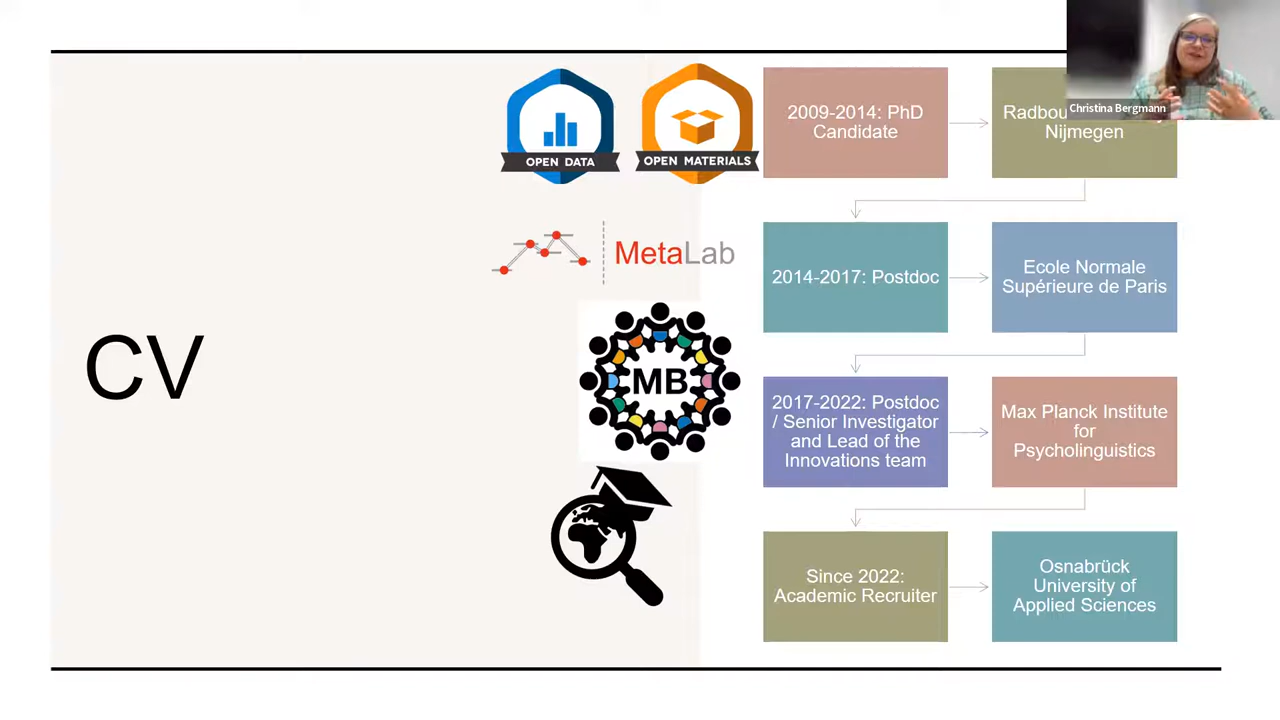 CV
OPEN DATA
OPEN MATERIALS
MetaLab
MB
2009-2014: PhD
Candidate
Nijmegen
2014-2017: Postdoc
Ecole Normale
Supérieure de Paris
2017-2022: Postdoc
/ Senior Investigator
and Lead of the
Innovations team
Max Planck Institute
for
Psycholinguistics
Since 2022:
Academic Recruiter
Osnabrück
University of
Applied Sciences
Christina Bergmann